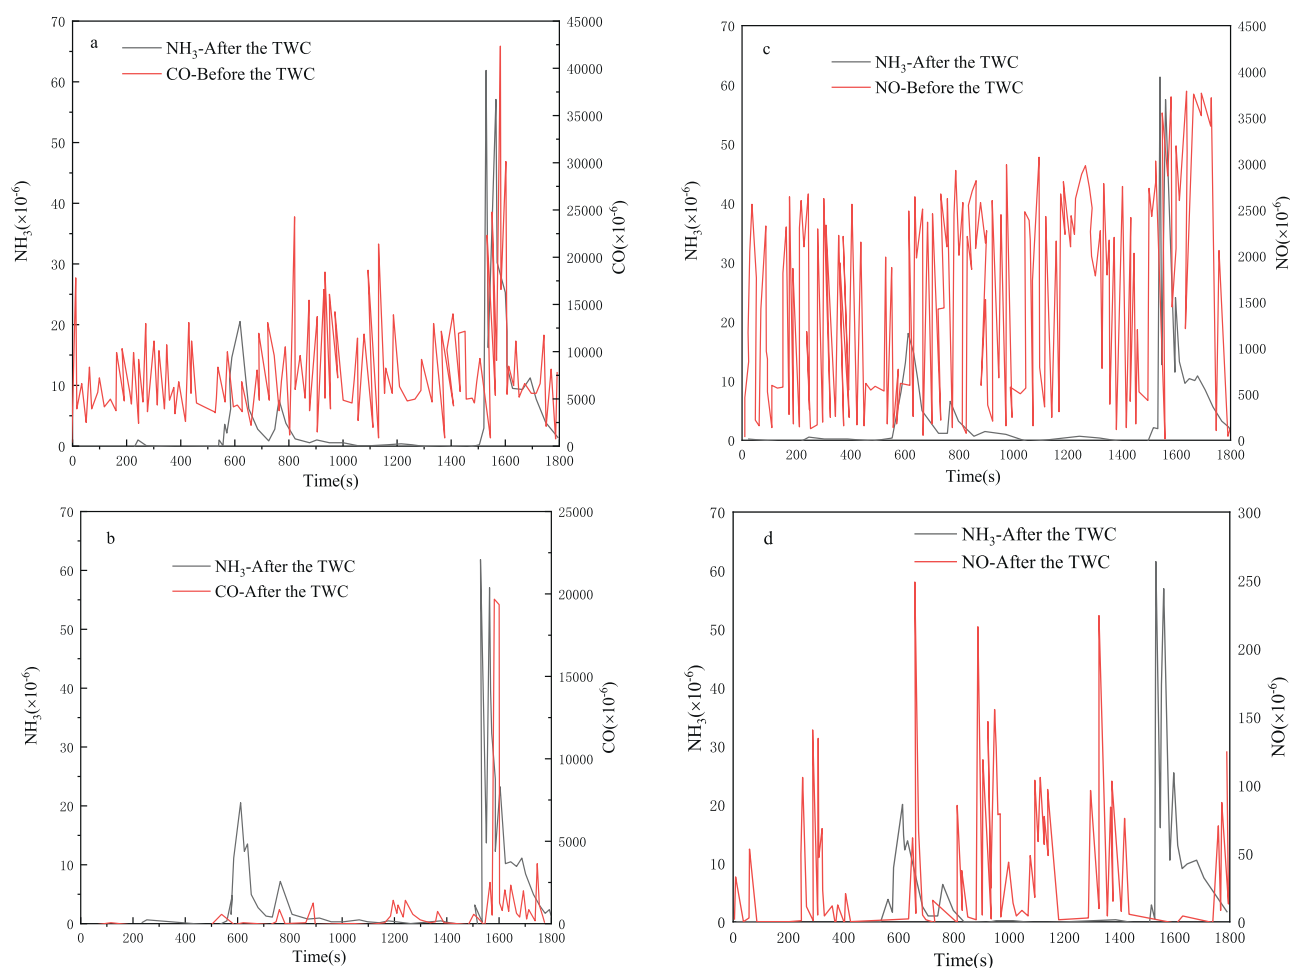 a
NH3-After the TWC
CO-Before the TWC
70
60
50
40
30
20
10
0
NH3(×10-6)
45000
40000
35000
30000
25000
20000
15000
10000
5000
0
CO(×10-6)
0 200 400 600 800 1000 1200 1400 1600 1800
Time(s)
c
NH3-After the TWC
NO-Before the TWC
70
60
50
40
30
20
10
0
NH3(×10-6)
4500
4000
3500
3000
2500
2000
1500
1000
500
0
NO(×10-6)
0 200 400 600 800 1000 1200 1400 1600 1800
Time(s)
b
NH3-After the TWC
CO-After the TWC
70
60
50
40
30
20
10
0
NH3(×10-6)
25000
20000
15000
10000
5000
0
CO(×10-6)
0 200 400 600 800 1000 1200 1400 1600 1800
Time(s)
d
NH3-After the TWC
NO-After the TWC
70
60
50
40
30
20
10
0
NH3(×10-6)
300
250
200
150
100
50
0
NO(×10-6)
0 200 400 600 800 1000 1200 1400 1600 1800
Time(s)